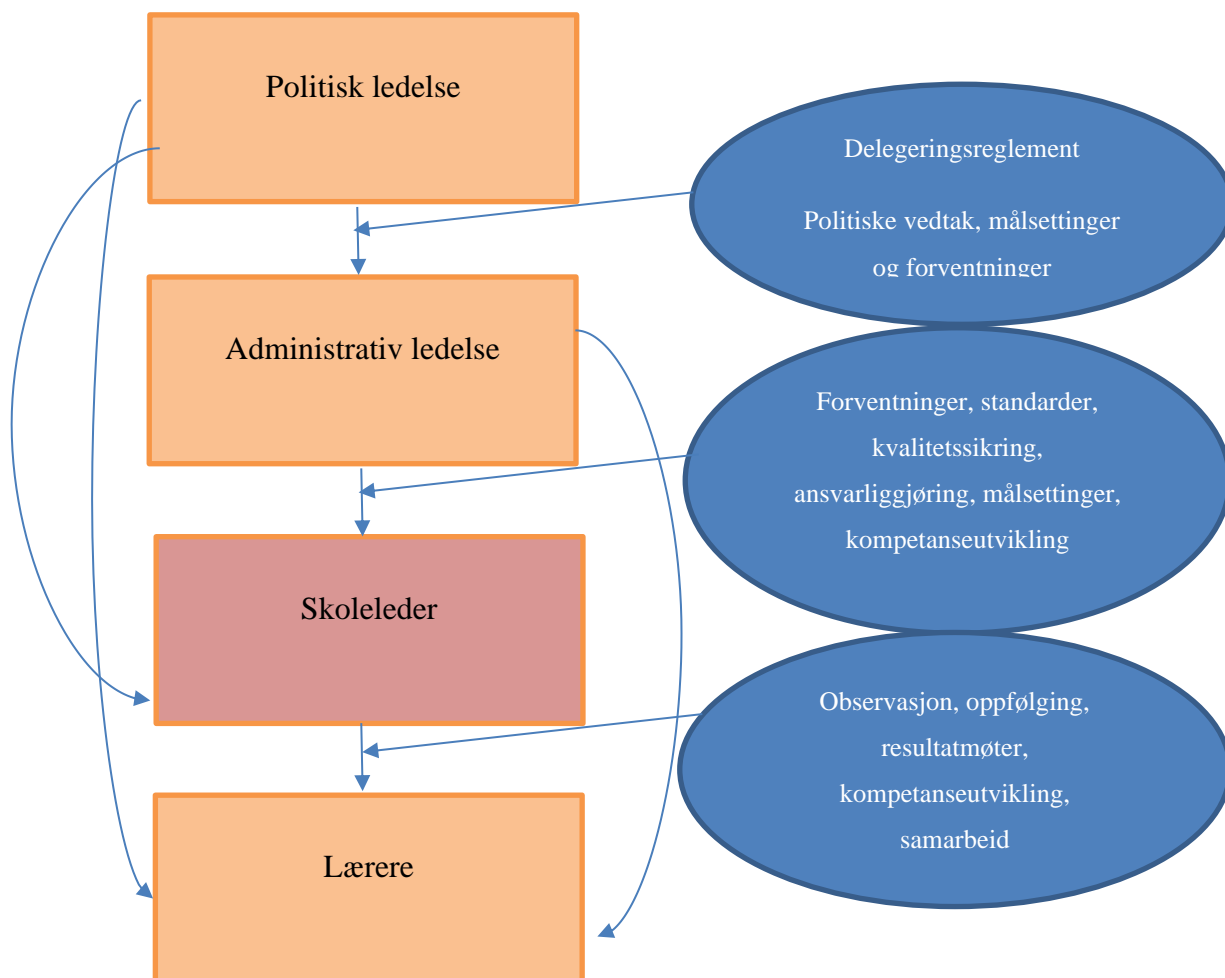 Politisk ledelse
Delegeringsreglement
Politiske vedtak, målsettinger
og forventninger
Administrativ ledelse
Forventninger, standarder,
kvalitetssikring,
ansvarliggjøring, målsettinger,
kompetanseutvikling
Skoleleder
Observasjon, oppfølging,
resultatmøter,
kompetanseutvikling,
samarbeid
Lærere